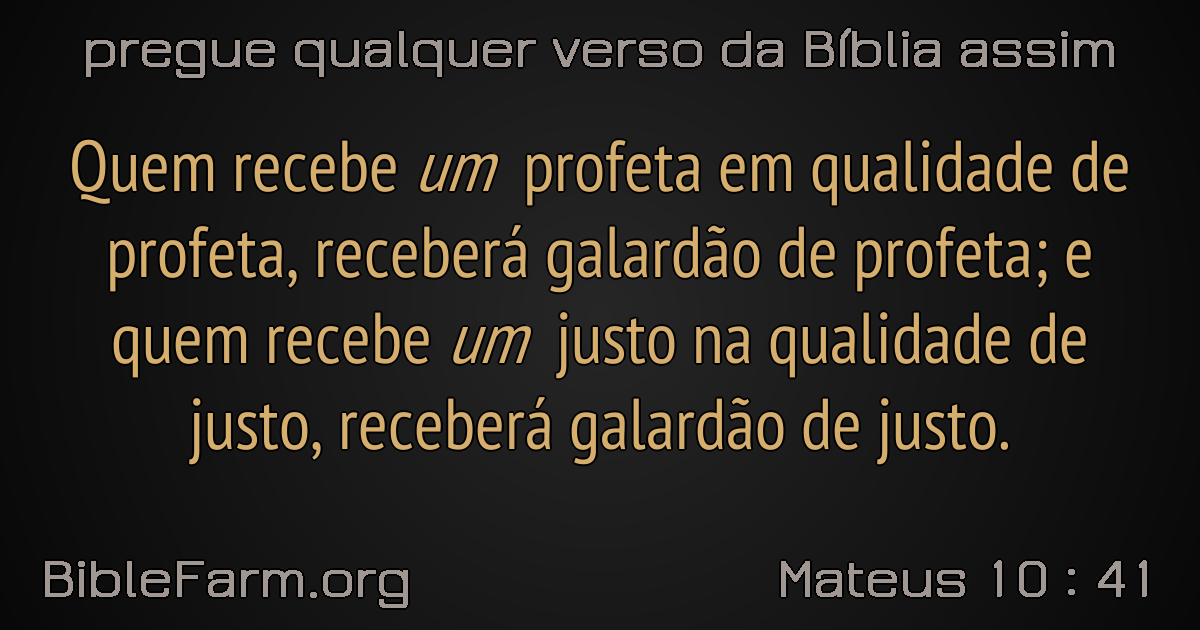 pregue qualquer verso da Bíblia assim
Quem recebe um profeta em qualidade de
profeta, receberá galardão de profeta; e
quem recebe um justo na qualidade de
justo, receberá galardão de justo.
BibleFarm.org
Mateus 10 : 41